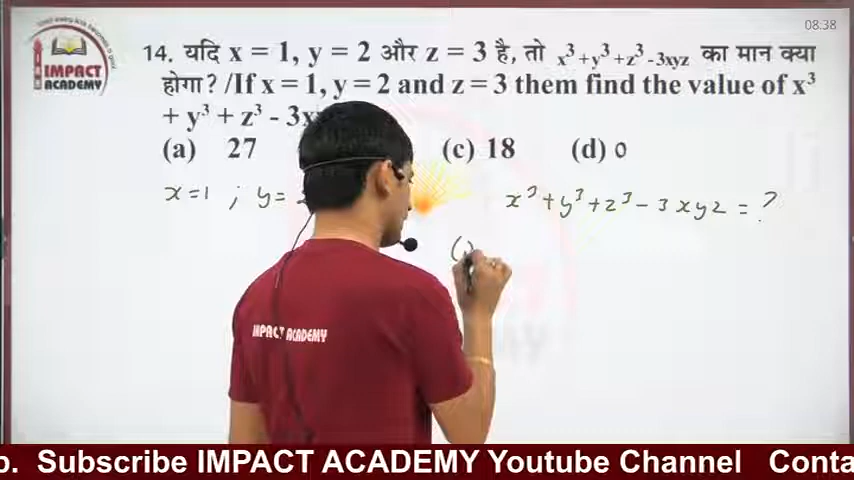 08.38
IMPACT
ACADEMY
14. यदि x = 1, y = 2 और z = 3 है, तो x³+y³+z³-3xyz का मान क्या
होगा? /If x = 1, y = 2 and z = 3 them find the value of x³
+ y³ + z³ - 3x
(a) 27 (c) 18 (d) 0
x=1 ; y= x³+y³+z³-3xyz = ?
IMPACT ACADEMY
p. Subscribe IMPACT ACADEMY Youtube Channel Conta